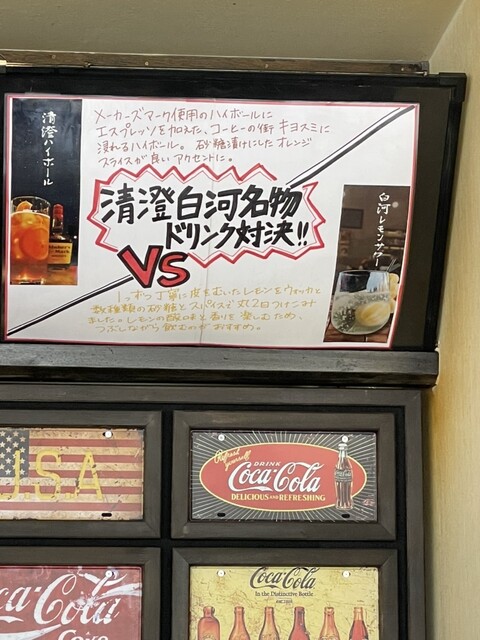 清澄ハイボール
メーカーズマーク使用のハイボールに
エスプレッソを加えた、コーヒーの街 キヨスミに
浸れるハイボール。 砂糖漬けにした オレンジ
スライスが良い アクセントに。
清澄白河名物
ドリンク対決!!
VS
白河レモンサワー
1つずつ丁寧に皮をむいたレモンをウォッカと
数種類の砂糖とスパイスで丸2日つけこみ
ました。レモンの酸味と香りを楽しむため、
つぶしながら飲むのがおすすめ。
USA
Refresh
yourself
DRINK
Coca-Cola
DELICIOUS AND REFRESHING
Coca-Cola
In the Distinctive Bottle